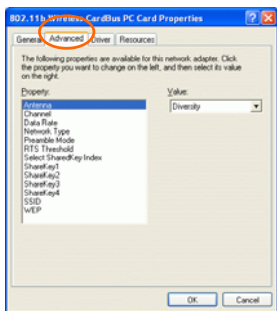 802.11b Wireless CardBus PC Card Properties
General Advanced Driver Resources
The following properties are available for this network adapter. Click
the property you want to change on the left, and then select its value
on the right.
Property: Value:
Antenna Diversity
Channel
Data Rate
Network Type
Preamble Mode
RTS Threshold
Select SharedKey Index
ShareKey1
ShareKey2
ShareKey3
ShareKey4
SSID
WEP
OK Cancel